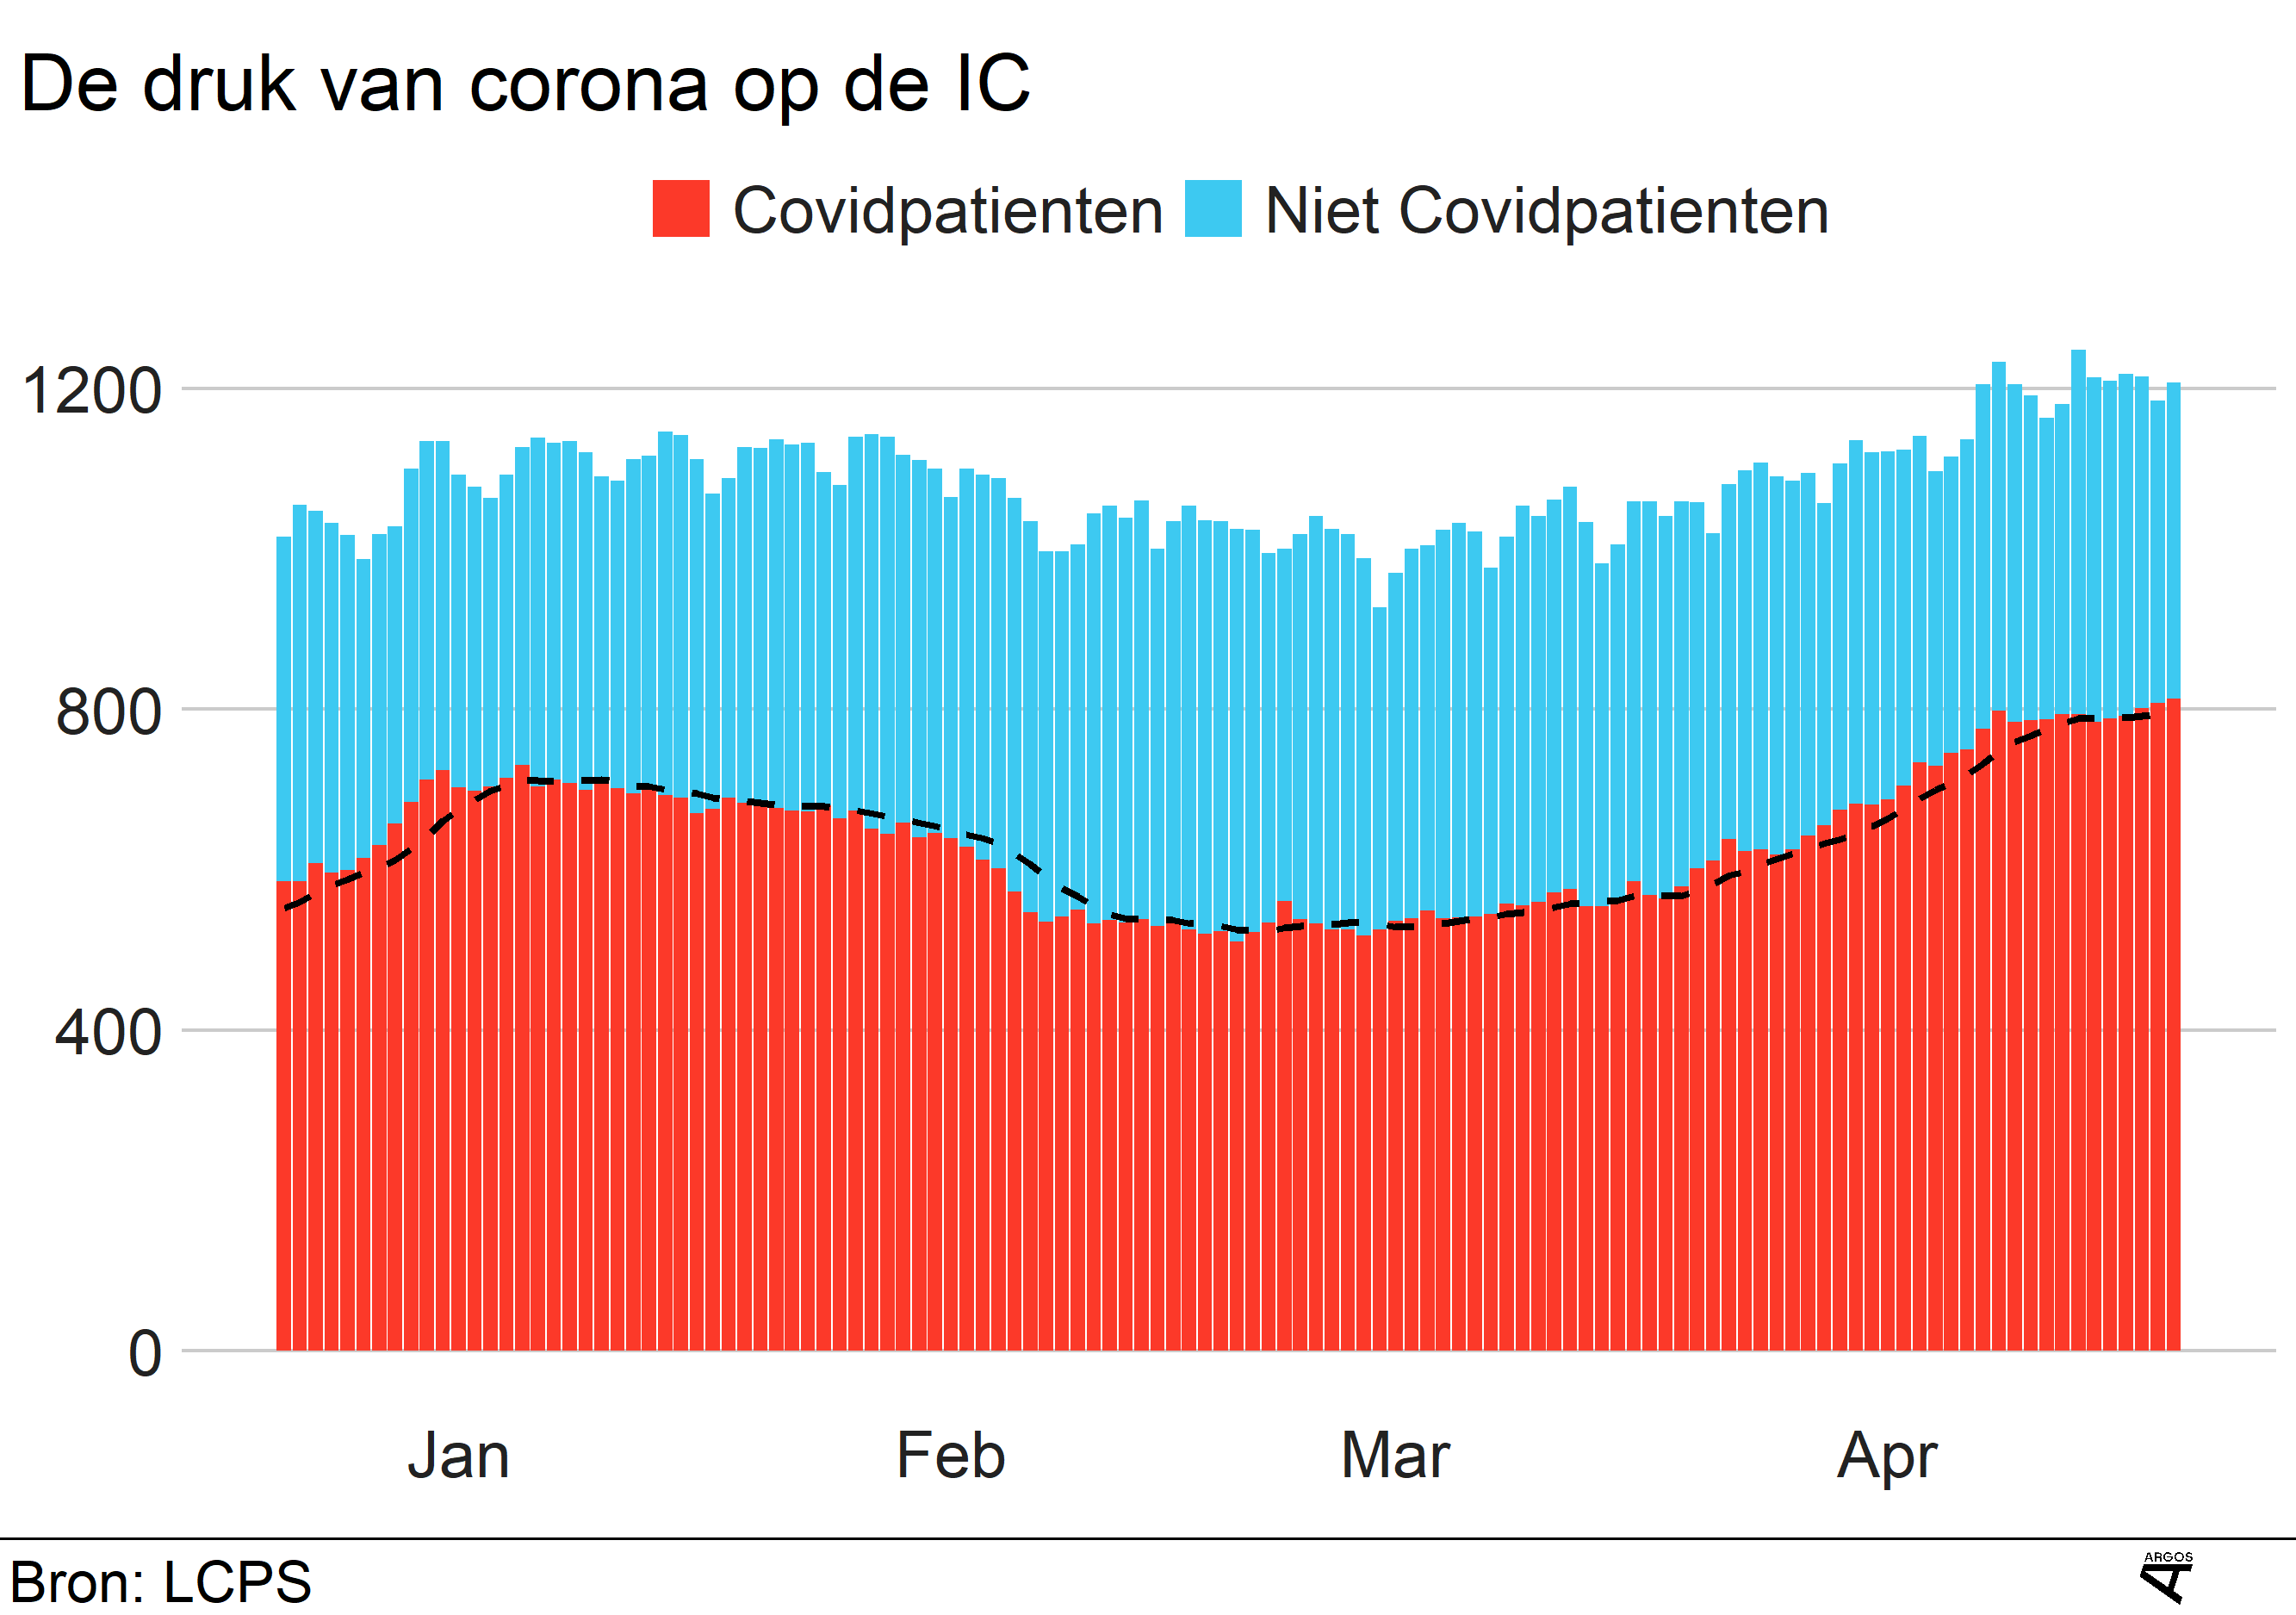 De druk van corona op de IC
Covidpatienten Niet Covidpatienten
1200
800
400
0
Jan Feb Mar Apr
Bron: LCPS
ARGOS
A